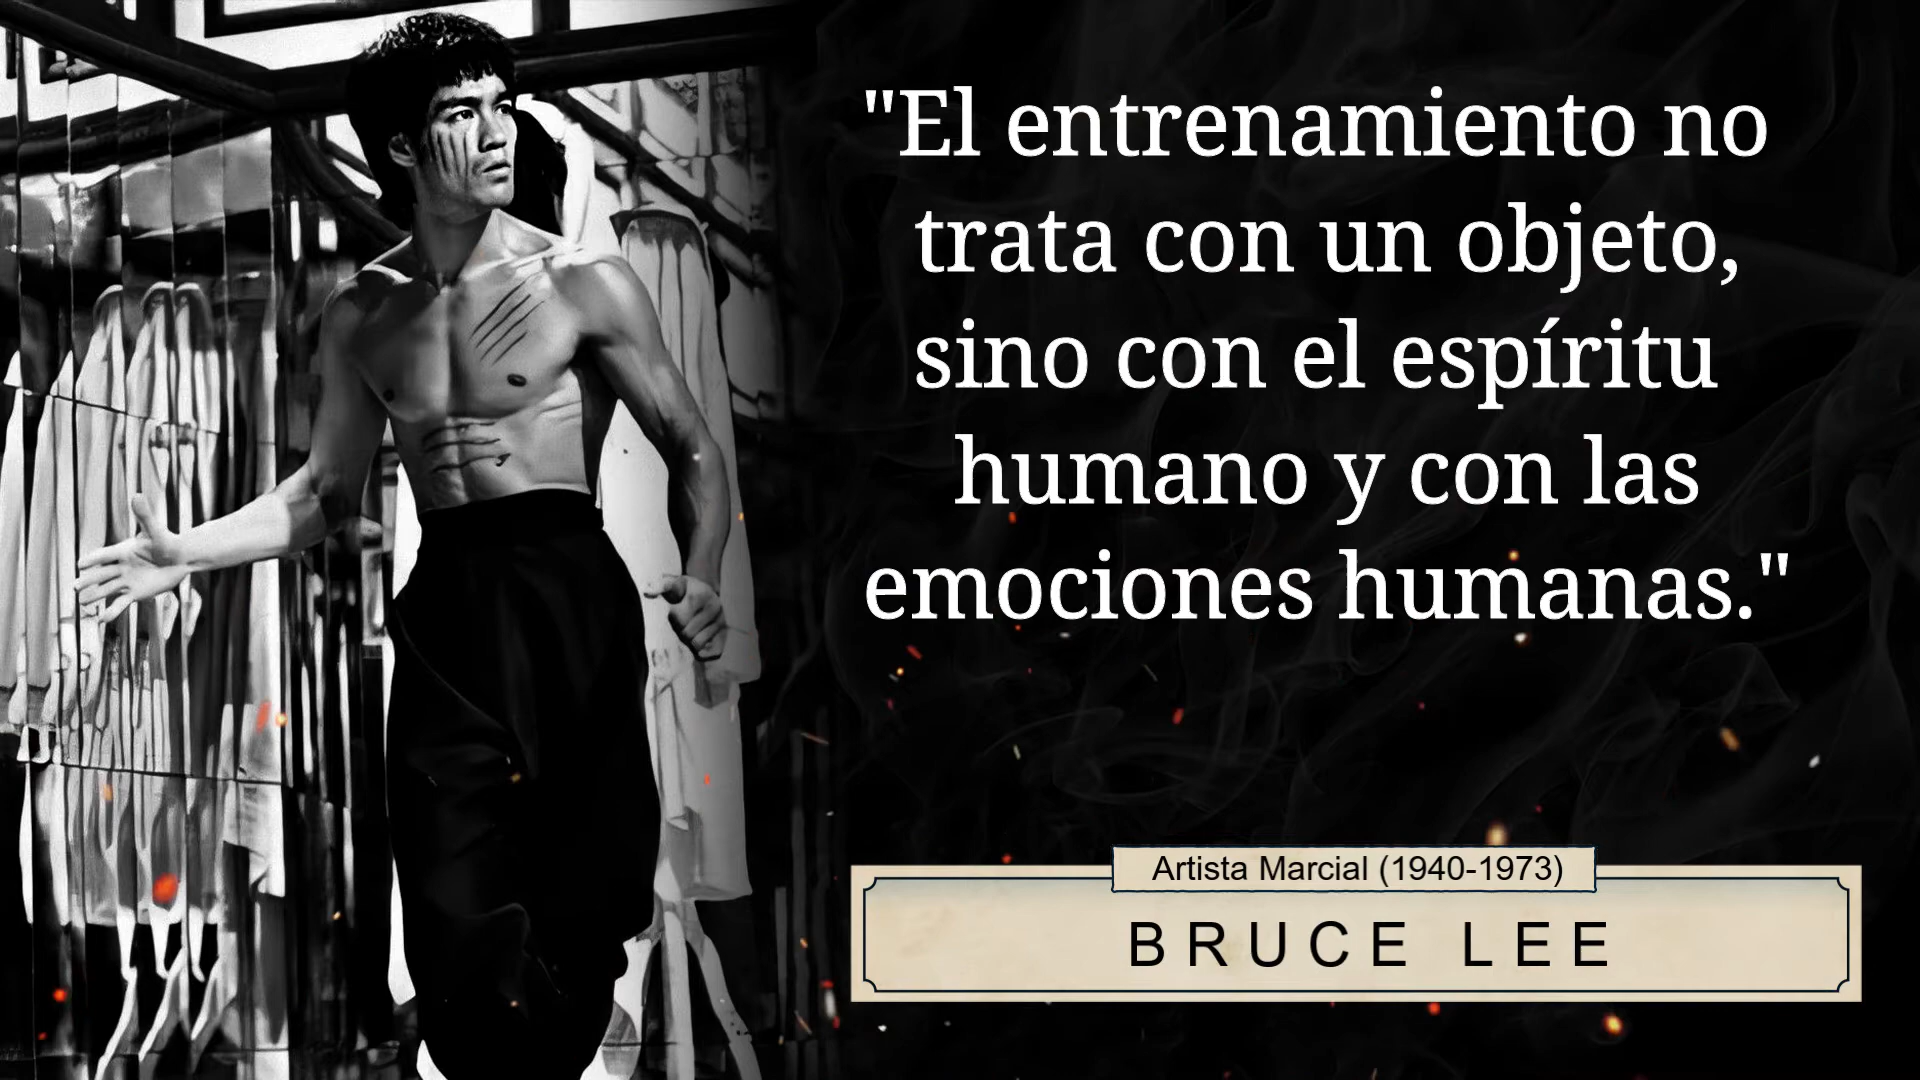 "El entrenamiento no
trata con un objeto,
sino con el espíritu
humano y con las
emociones humanas."
Artista Marcial (1940-1973)
BRUCE LEE